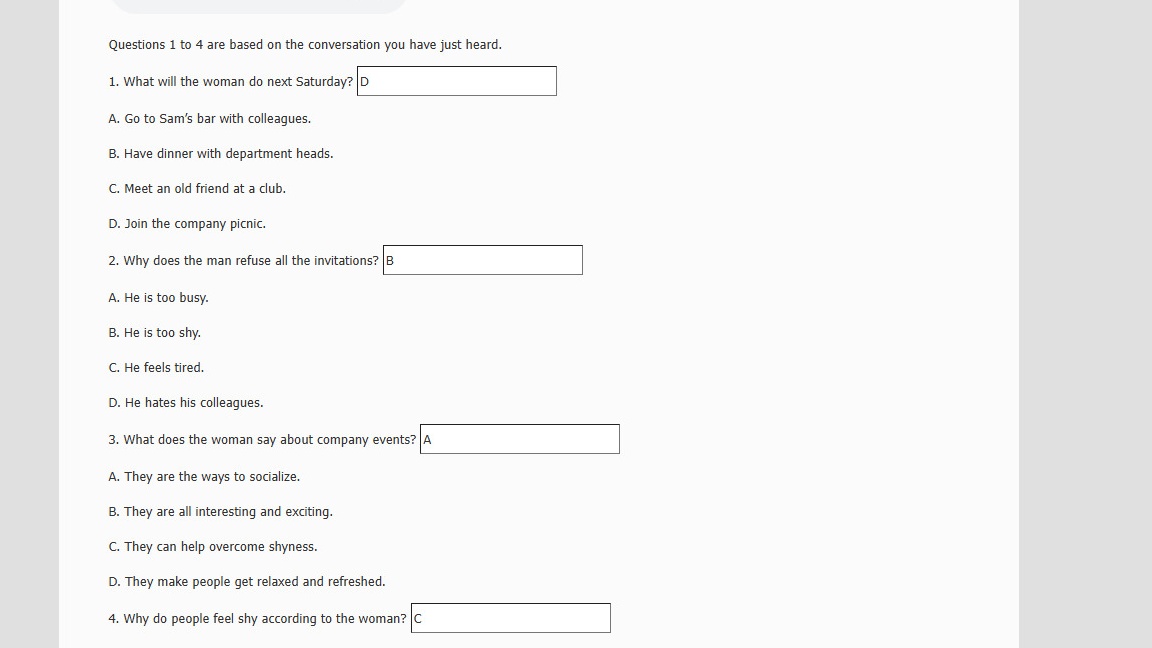 Questions 1 to 4 are based on the conversation you have just heard.
1. What will the woman do next Saturday? D
A. Go to Sam’s bar with colleagues.
B. Have dinner with department heads.
C. Meet an old friend at a club.
D. Join the company picnic.
2. Why does the man refuse all the invitations? B
A. He is too busy.
B. He is too shy.
C. He feels tired.
D. He hates his colleagues.
3. What does the woman say about company events? A
A. They are the ways to socialize.
B. They are all interesting and exciting.
C. They can help overcome shyness.
D. They make people get relaxed and refreshed.
4. Why do people feel shy according to the woman? C